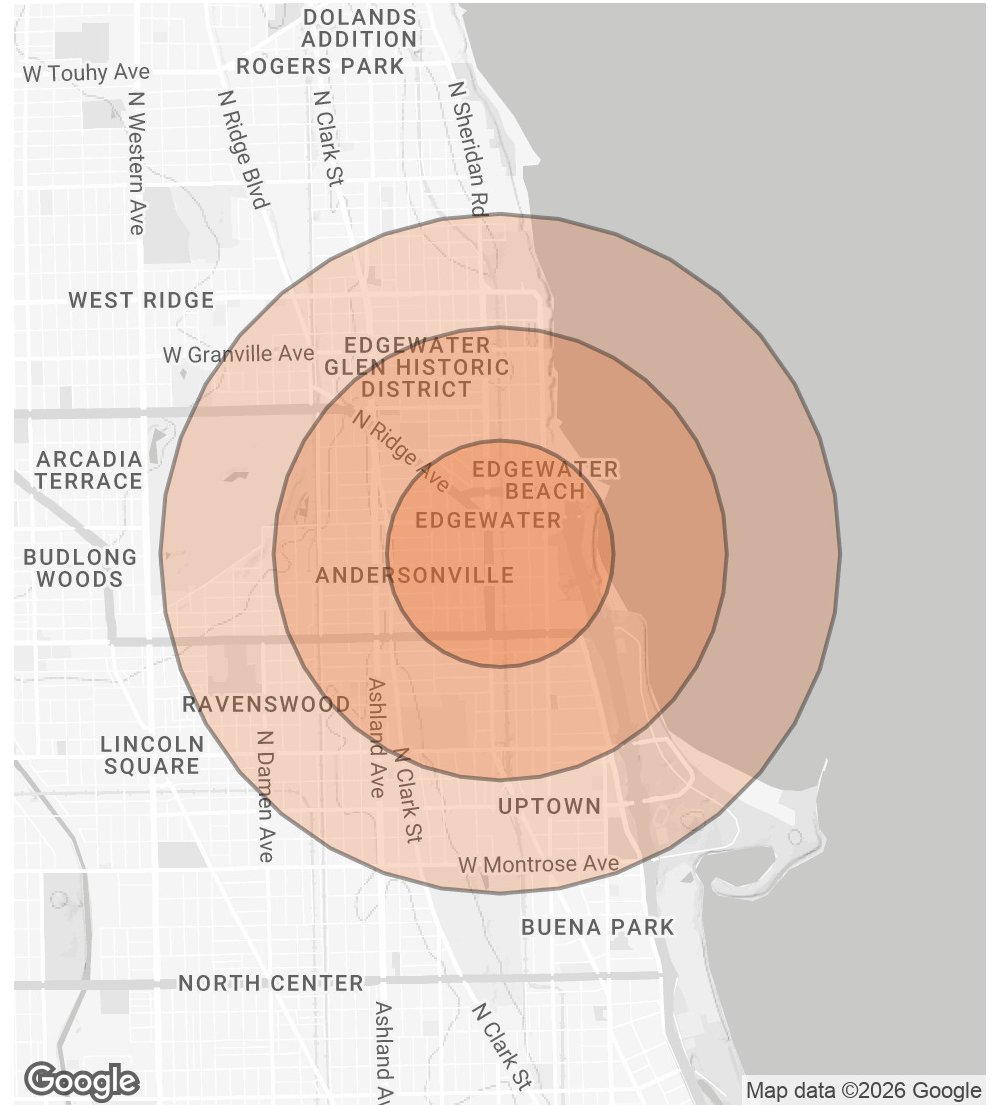 DOLANDS
ADDITION
ROGERS PARK
W Touhy Ave
N Western Ave
N Ridge Blvd
N Clark St
N Sheridan Rd
WEST RIDGE
W Granville Ave
EDGEWATER
GLEN HISTORIC
DISTRICT
N Ridge Ave
ARCADIA
TERRACE
EDGEWATER
BEACH
EDGEWATER
BUDLONG
WOODS
ANDERSONVILLE
RAVENSWOOD
Ashland Ave
LINCOLN
SQUARE
N Damen Ave
N Clark St
UPTOWN
W Montrose Ave
BUENA PARK
NORTH CENTER
Ashland Av
N Clark St
Google
Map data ©2026 Google